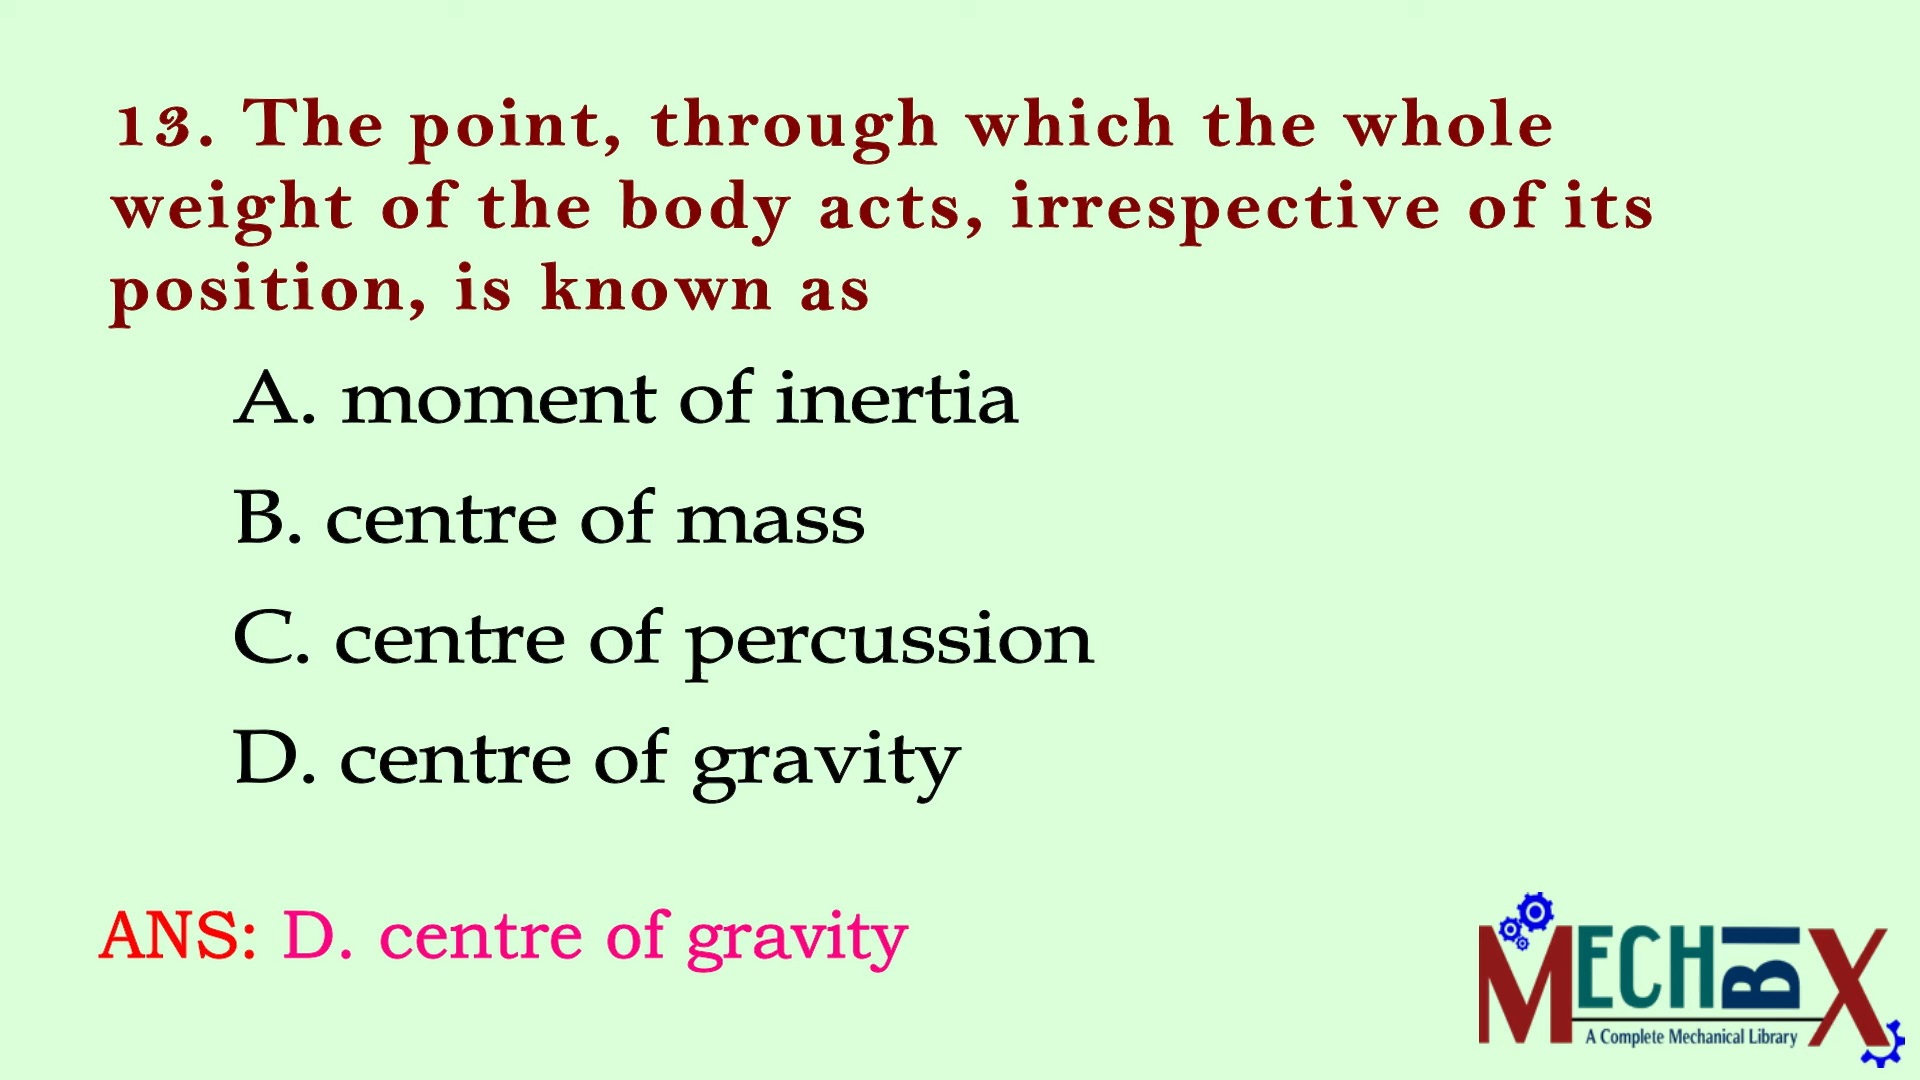 13. The point, through which the whole
weight of the body acts, irrespective of its
position, is known as
A. moment of inertia
B. centre of mass
C. centre of percussion
D. centre of gravity
ANS: D. centre of gravity
MECHBIX
A Complete Mechanical Library